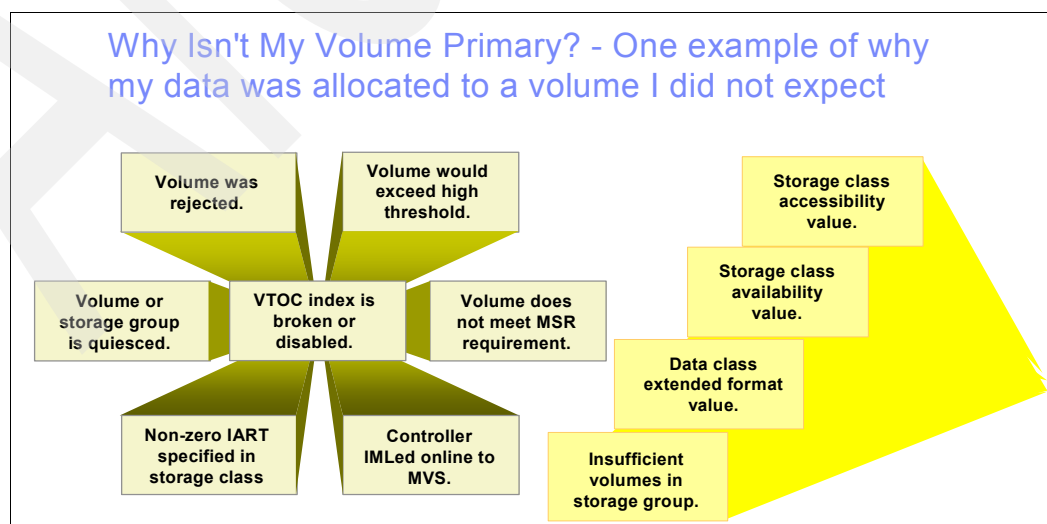 Why Isn't My Volume Primary? - One example of why
my data was allocated to a volume I did not expect
Volume was
rejected.
Volume would
exceed high
threshold.
Volume or
storage group
is quiesced.
VTOC index is
broken or
disabled.
Volume does
not meet MSR
requirement.
Non-zero IART
specified in
storage class
Controller
IMLed online to
MVS.
Storage class
accessibility
value.
Storage class
availability
value.
Data class
extended format
value.
Insufficient
volumes in
storage group.